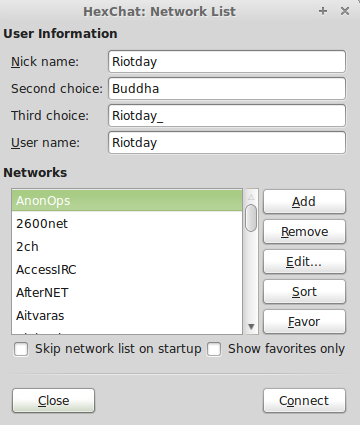 HexChat: Network List
User Information
Nick name: Riotday
Second choice: Buddha
Third choice: Riotday_
User name: Riotday
Networks
AnonOps
Add
2600net
Remove
2ch
AccessIRC
Edit...
AfterNET
Sort
Aitvaras
Favor
Skip network list on startup Show favorites only
Close Connect